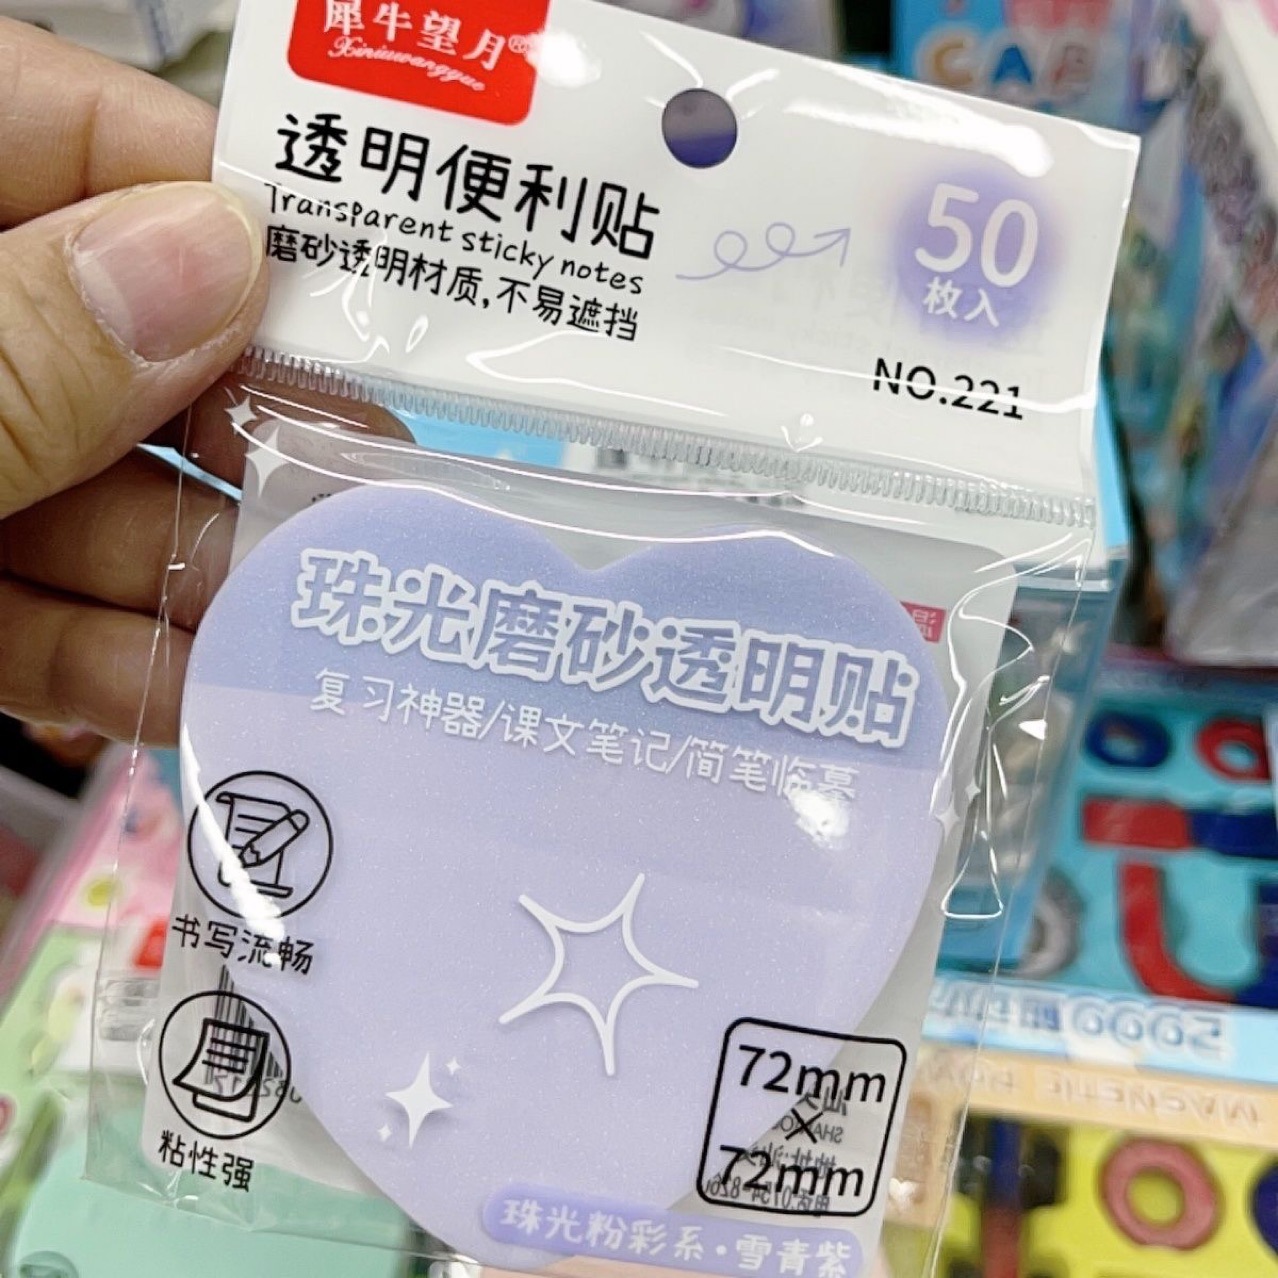 犀牛望月®
Xiniuwangyue
透明便利贴
Transparent sticky notes
磨砂透明材质,不易遮挡
50
枚入
NO.221
珠光磨砂透明贴
复习神器/课文笔记/简笔临摹
书写流畅
粘性强
72mm
×
72mm
珠光粉彩系·雪青紫
MAGNETIC